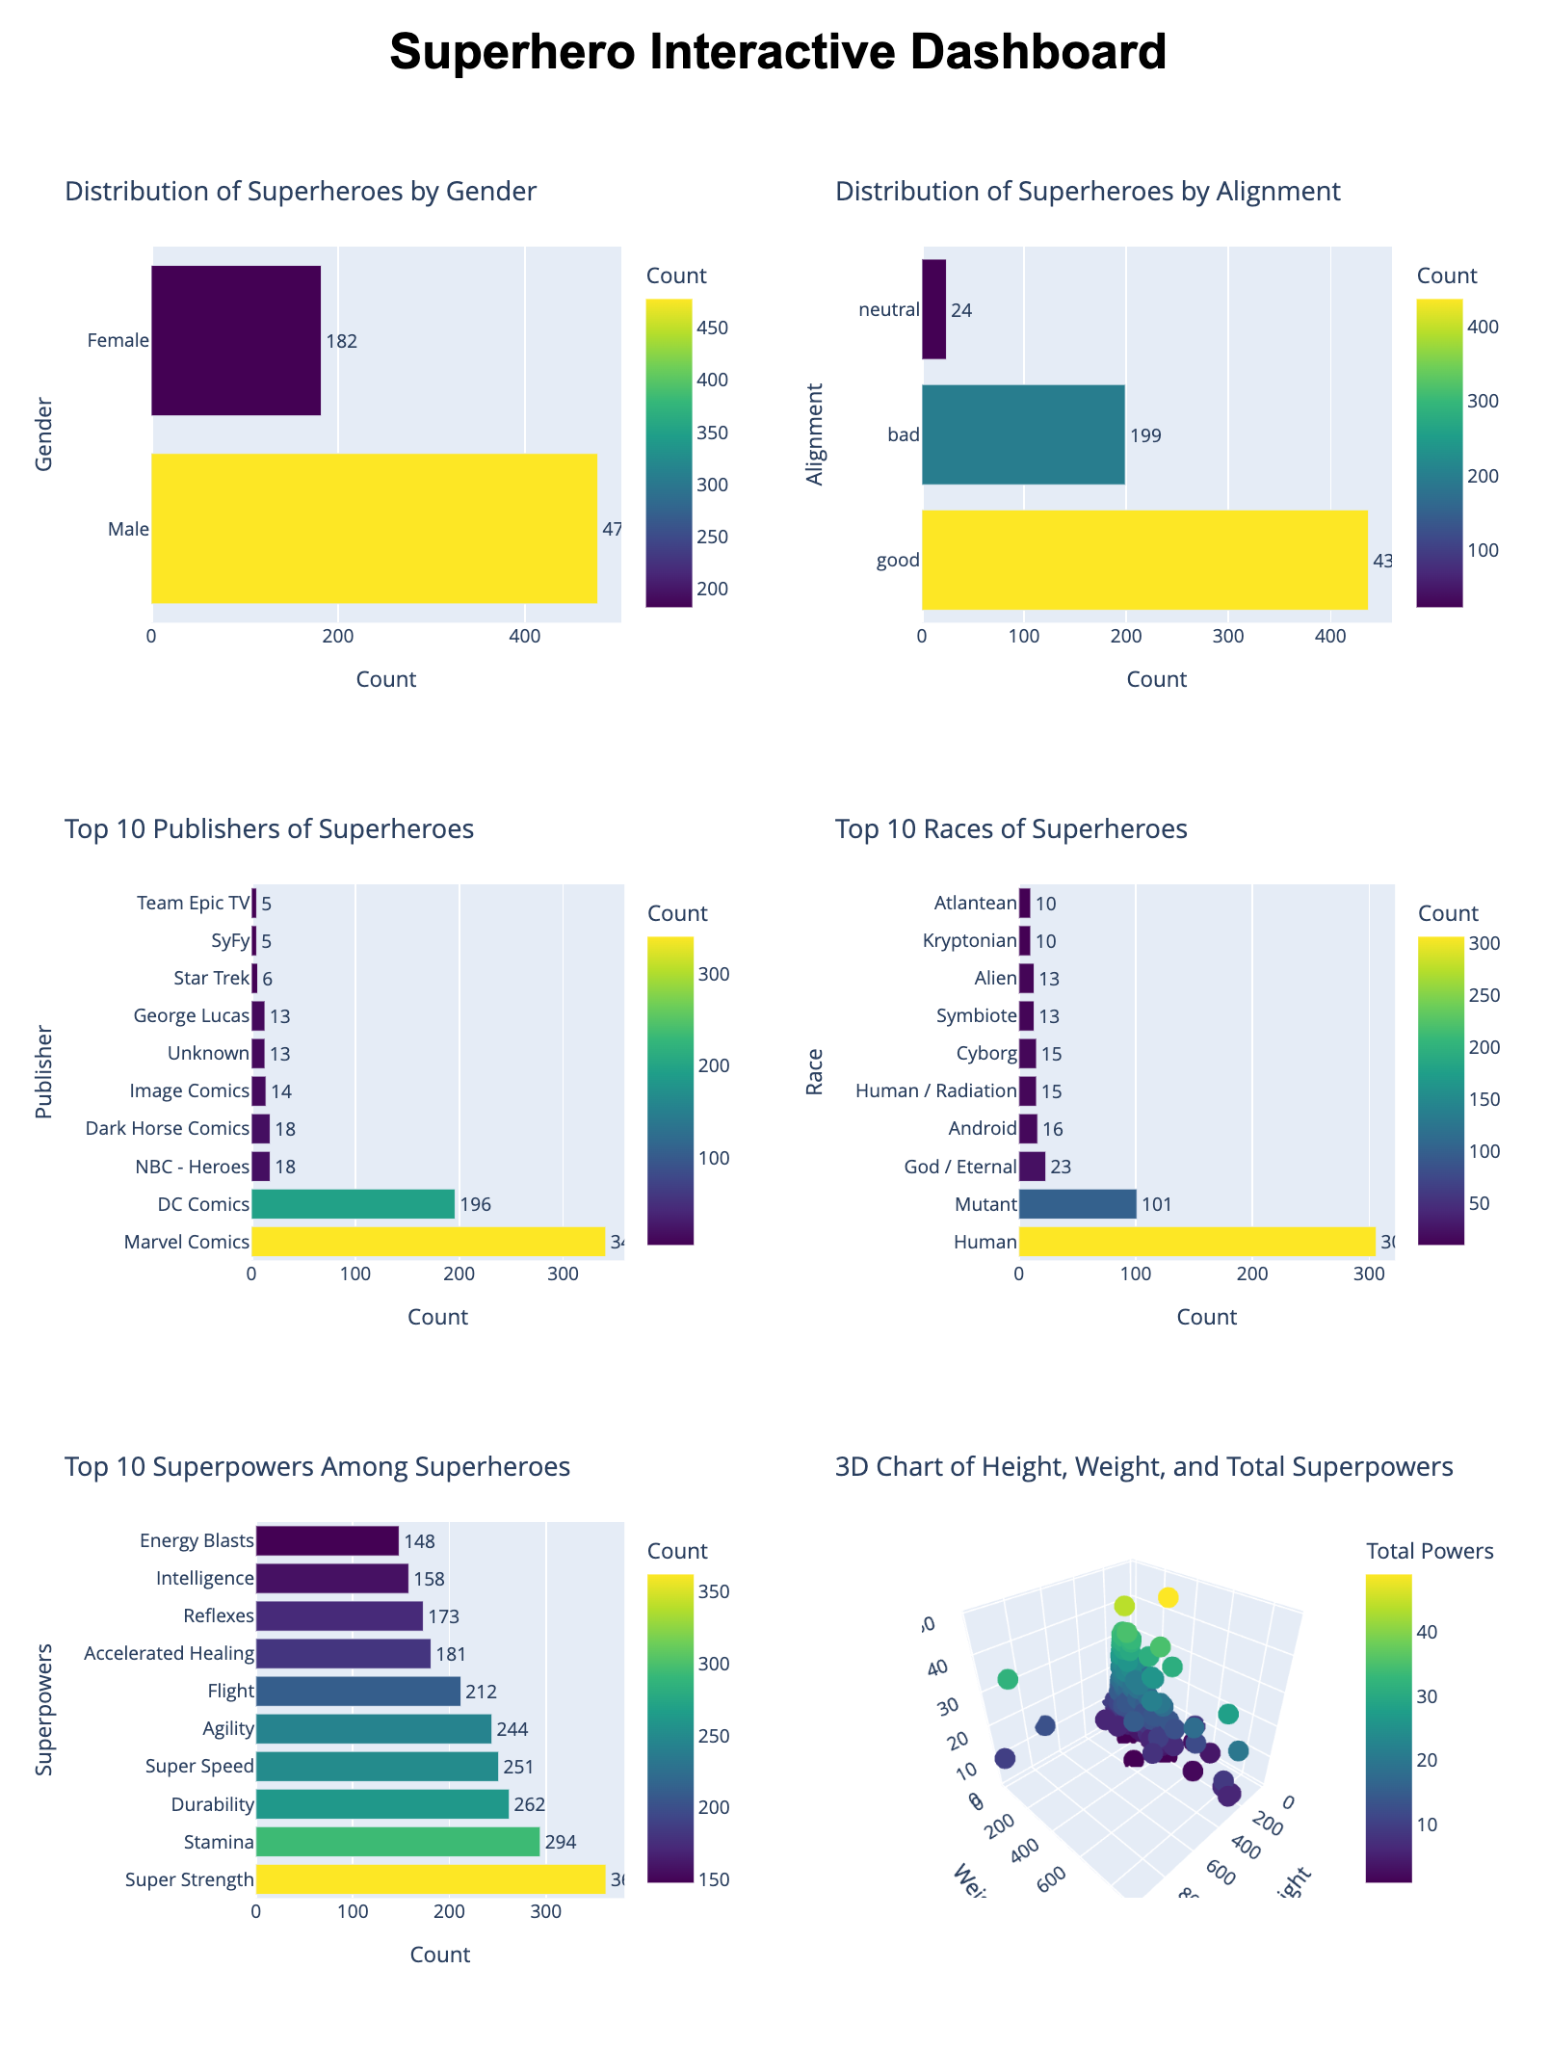 Superhero Interactive Dashboard
Distribution of Superheroes by Gender
Gender
Female
182
Male
47
0 200 400
Count
Count
450
400
350
300
250
200
Distribution of Superheroes by Alignment
Alignment
neutral
24
bad
199
good
43
0 100 200 300 400
Count
Count
400
300
200
100
Top 10 Publishers of Superheroes
Publisher
Team Epic TV 5
SyFy 5
Star Trek 6
George Lucas 13
Unknown 13
Image Comics 14
Dark Horse Comics 18
NBC - Heroes 18
DC Comics 196
Marvel Comics 34
0 100 200 300
Count
Count
300
200
100
Top 10 Races of Superheroes
Race
Atlantean 10
Kryptonian 10
Alien 13
Symbiote 13
Cyborg 15
Human / Radiation 15
Android 16
God / Eternal 23
Mutant 101
Human 30
0 100 200 300
Count
Count
300
250
200
150
100
50
Top 10 Superpowers Among Superheroes
Superpowers
Energy Blasts 148
Intelligence 158
Reflexes 173
Accelerated Healing 181
Flight 212
Agility 244
Super Speed 251
Durability 262
Stamina 294
Super Strength 36
0 100 200 300
Count
Count
350
300
250
200
150
3D Chart of Height, Weight, and Total Superpowers
40
30
20
10
0
200
400
600
0
200
400
600
Total Powers
40
30
20
10